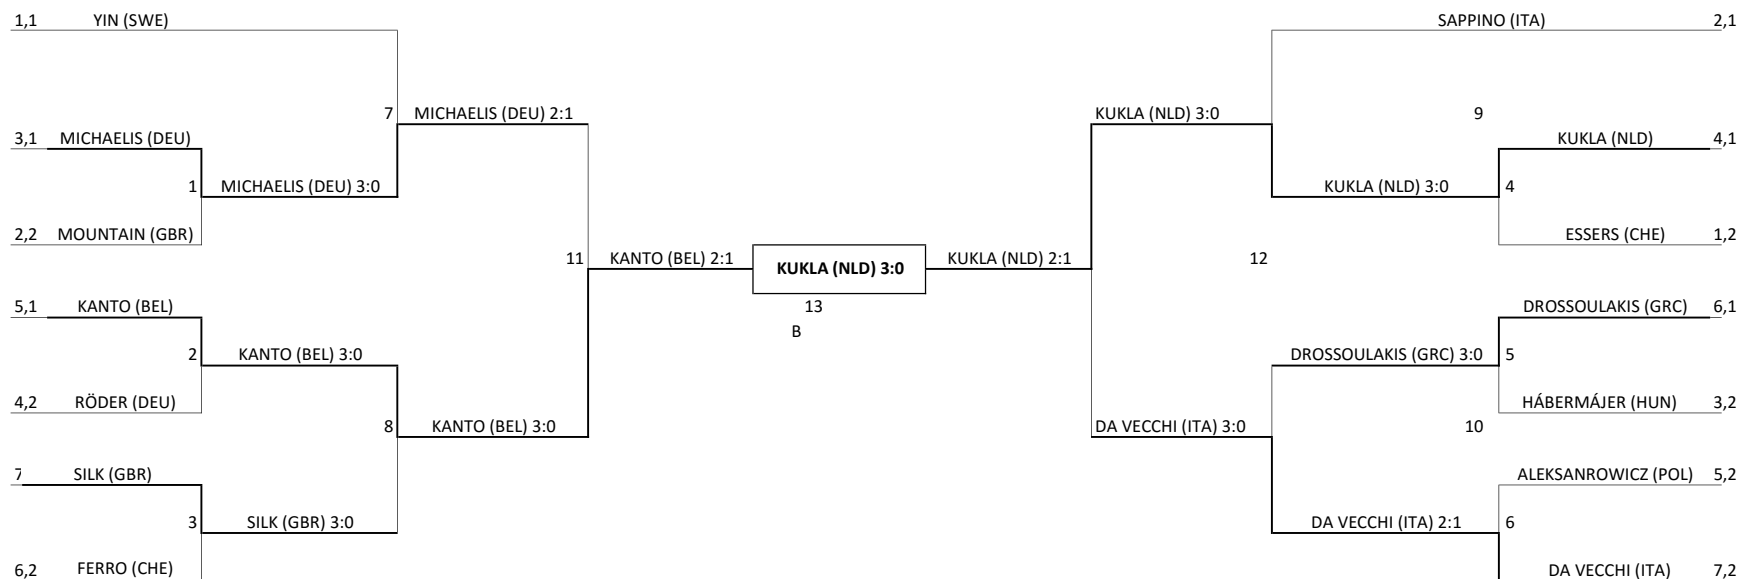 1,1 YIN (SWE) SAPPINO (ITA) 2,1
7 MICHAELIS (DEU) 2:1 KUKLA (NLD) 3:0 9
3,1 MICHAELIS (DEU) KUKLA (NLD) 4,1
1 MICHAELIS (DEU) 3:0 KUKLA (NLD) 3:0 4
2,2 MOUNTAIN (GBR) ESSERS (CHE) 1,2
11 KANTO (BEL) 2:1 KUKLA (NLD) 3:0 KUKLA (NLD) 2:1 12
5,1 KANTO (BEL) 13 DROSSOULAKIS (GRC) 6,1
B
2 KANTO (BEL) 3:0 DROSSOULAKIS (GRC) 3:0 5
4,2 RÖDER (DEU) HÁBERMÁJER (HUN) 3,2
8 KANTO (BEL) 3:0 DA VECCHI (ITA) 3:0 10
7 SILK (GBR) ALEKSANROWICZ (POL) 5,2
3 SILK (GBR) 3:0 DA VECCHI (ITA) 2:1 6
6,2 FERRO (CHE) DA VECCHI (ITA) 7,2